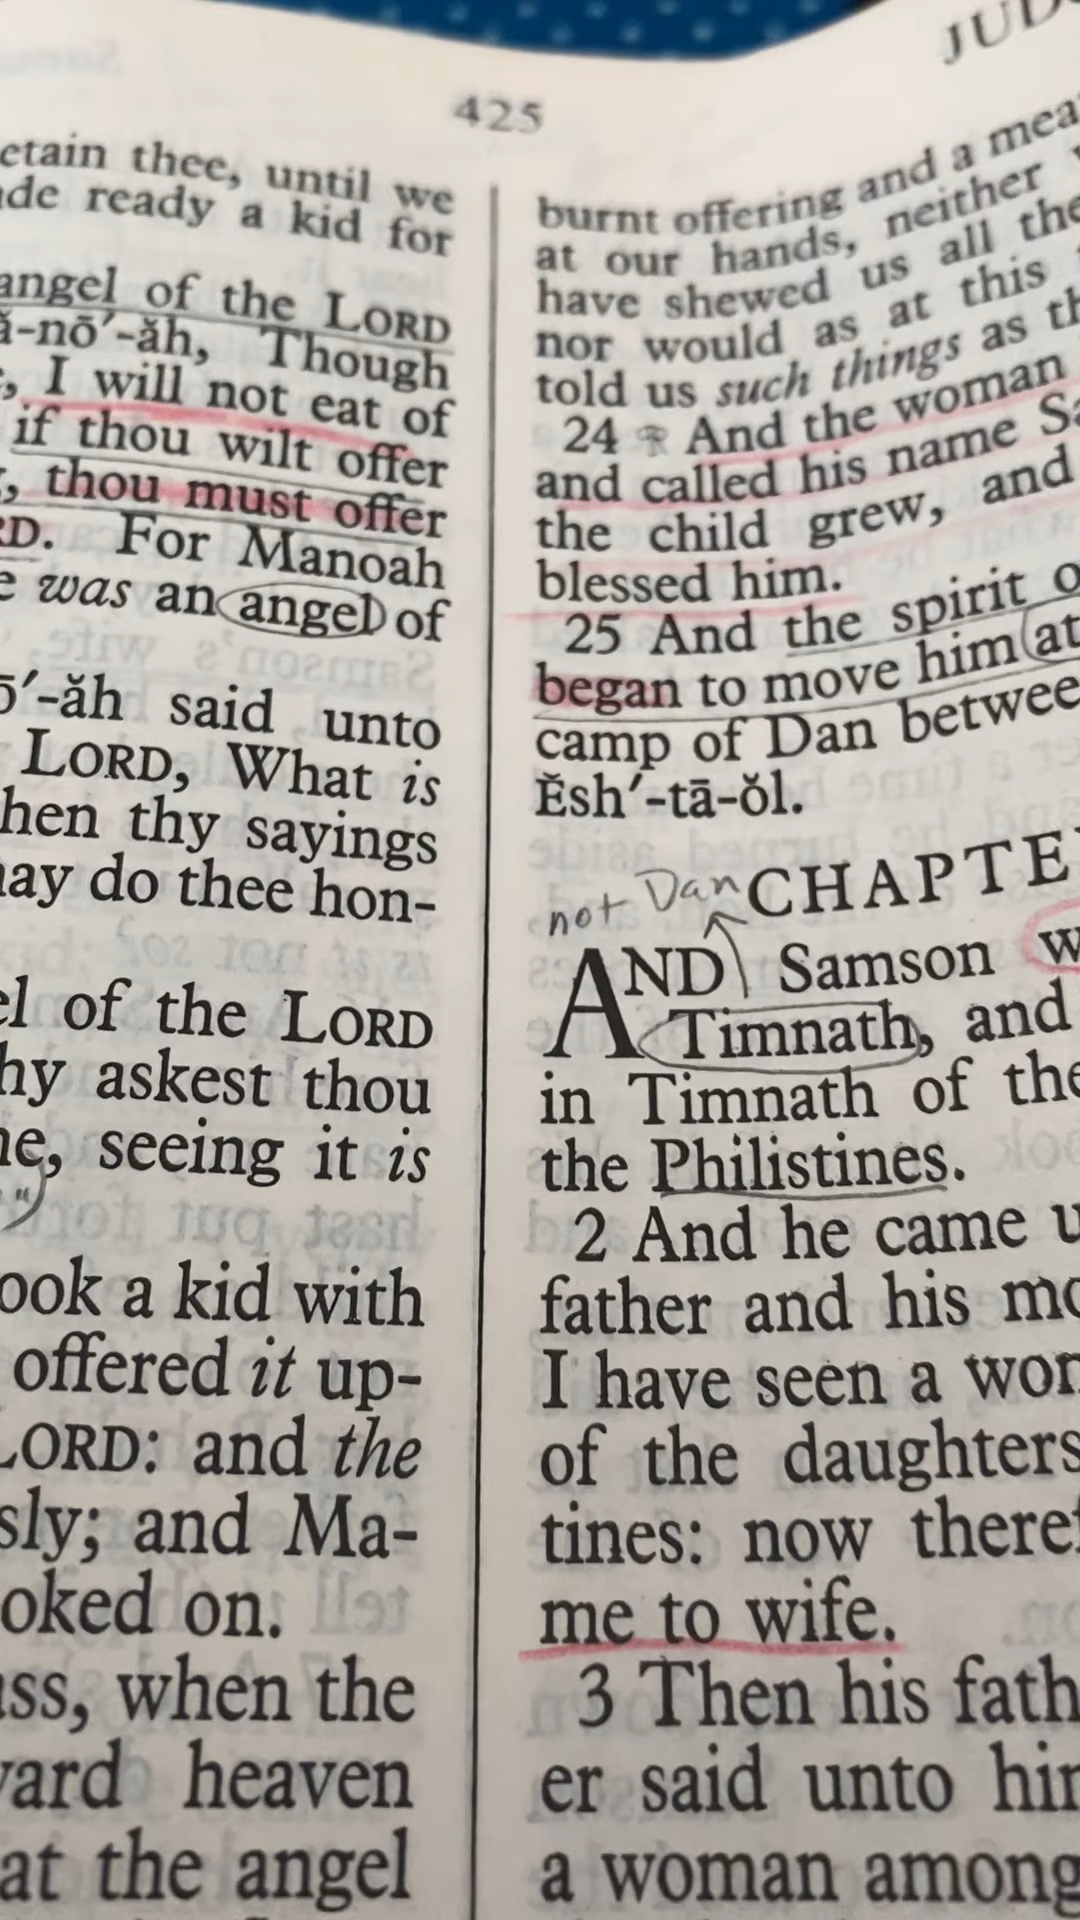 425
JUD
etain thee, until we
ade ready a kid for
angel of the LORD
ă-nō′-ăh, Though
, I will not eat of
if thou wilt offer
, thou must offer
RD. For Manoah
e was an angel of
ō′-ăh said unto
LORD, What is
hen thy sayings
may do thee hon-
el of the LORD
hy askest thou
ne, seeing it is
ook a kid with
offered it up-
LORD: and the
sly; and Ma-
oked on.
ass, when the
ward heaven
at the angel
burnt offering and a mea
at our hands, neither
have shewed us all the
nor would as at this
told us such things as th
24 And the woman
and called his name Sa
the child grew, and
blessed him.
25 And the spirit o
began to move him at
camp of Dan betwee
Ĕsh′-tā-ŏl.
not Dan
CHAPTE
AND Samson w
Timnath, and
in Timnath of the
the Philistines.
2 And he came u
father and his mo
I have seen a wom
of the daughters
tines: now theref
me to wife.
3 Then his fath
er said unto him
a woman among